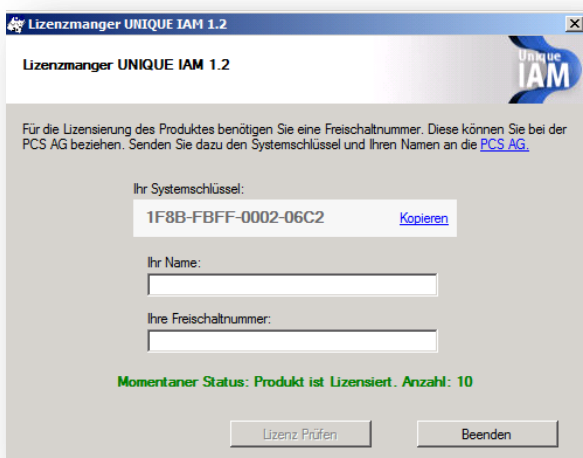 Lizenzmanger UNIQUE IAM 1.2
Lizenzmanger UNIQUE IAM 1.2
Unique
IAM
Für die Lizensierung des Produktes benötigen Sie eine Freischaltnummer. Diese können Sie bei der
PCS AG beziehen. Senden Sie dazu den Systemschlüssel und Ihren Namen an die PCS AG.
Ihr Systemschlüssel:
1F8B-FBFF-0002-06C2 Kopieren
Ihr Name:
Ihre Freischaltnummer:
Momentaner Status: Produkt ist Lizensiert. Anzahl: 10
Lizenz Prüfen Beenden